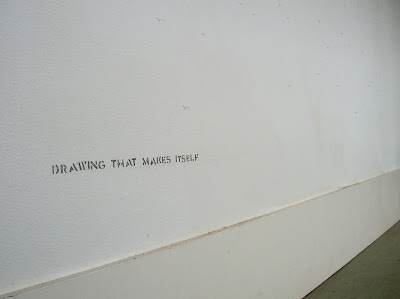 DRAWING THAT MAKES ITSELF